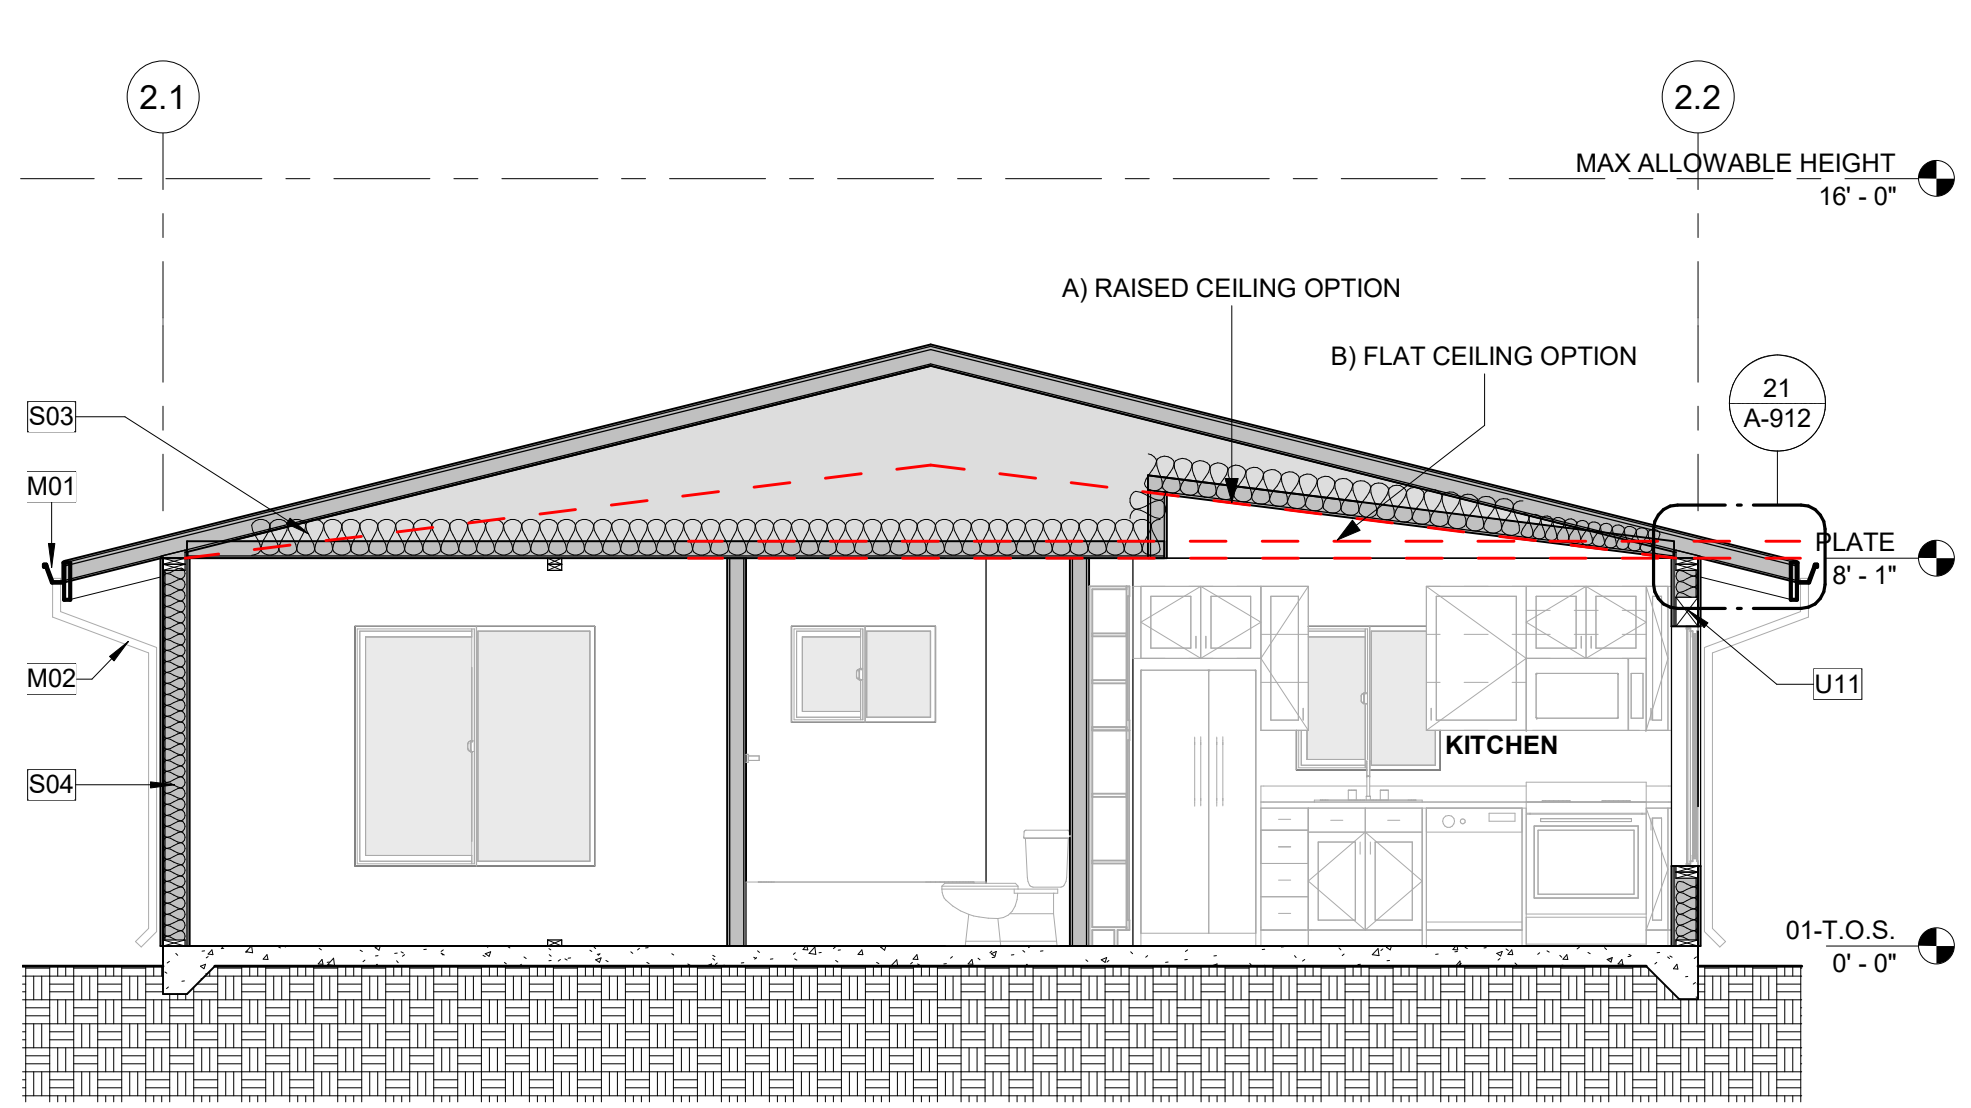 2.1
2.2
MAX ALLOWABLE HEIGHT
16' - 0"
A) RAISED CEILING OPTION
B) FLAT CEILING OPTION
21
A-912
S03
M01
PLATE
8' - 1"
M02
U11
KITCHEN
S04
01-T.O.S.
0' - 0"